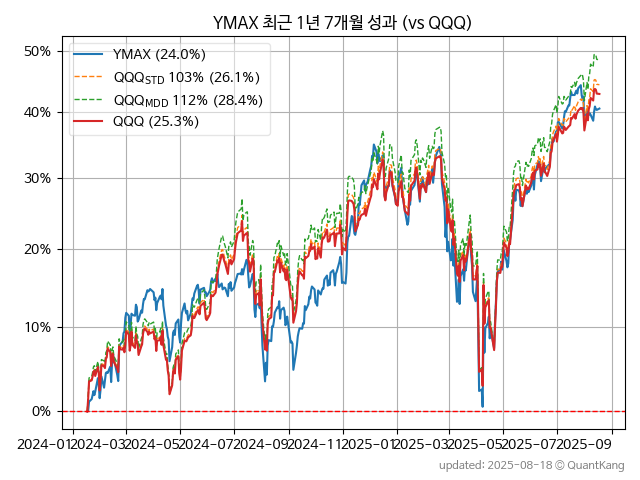 YMAX 최근 1년 7개월 성과 (vs QQQ)
YMAX (24.0%)
QQQSTD 103% (26.1%)
QQQMDD 112% (28.4%)
QQQ (25.3%)
50%
40%
30%
20%
10%
0%
2024-01 2024-03 2024-05 2024-07 2024-09 2024-11 2025-01 2025-03 2025-05 2025-07 2025-09
updated: 2025-08-18 © QuantKang